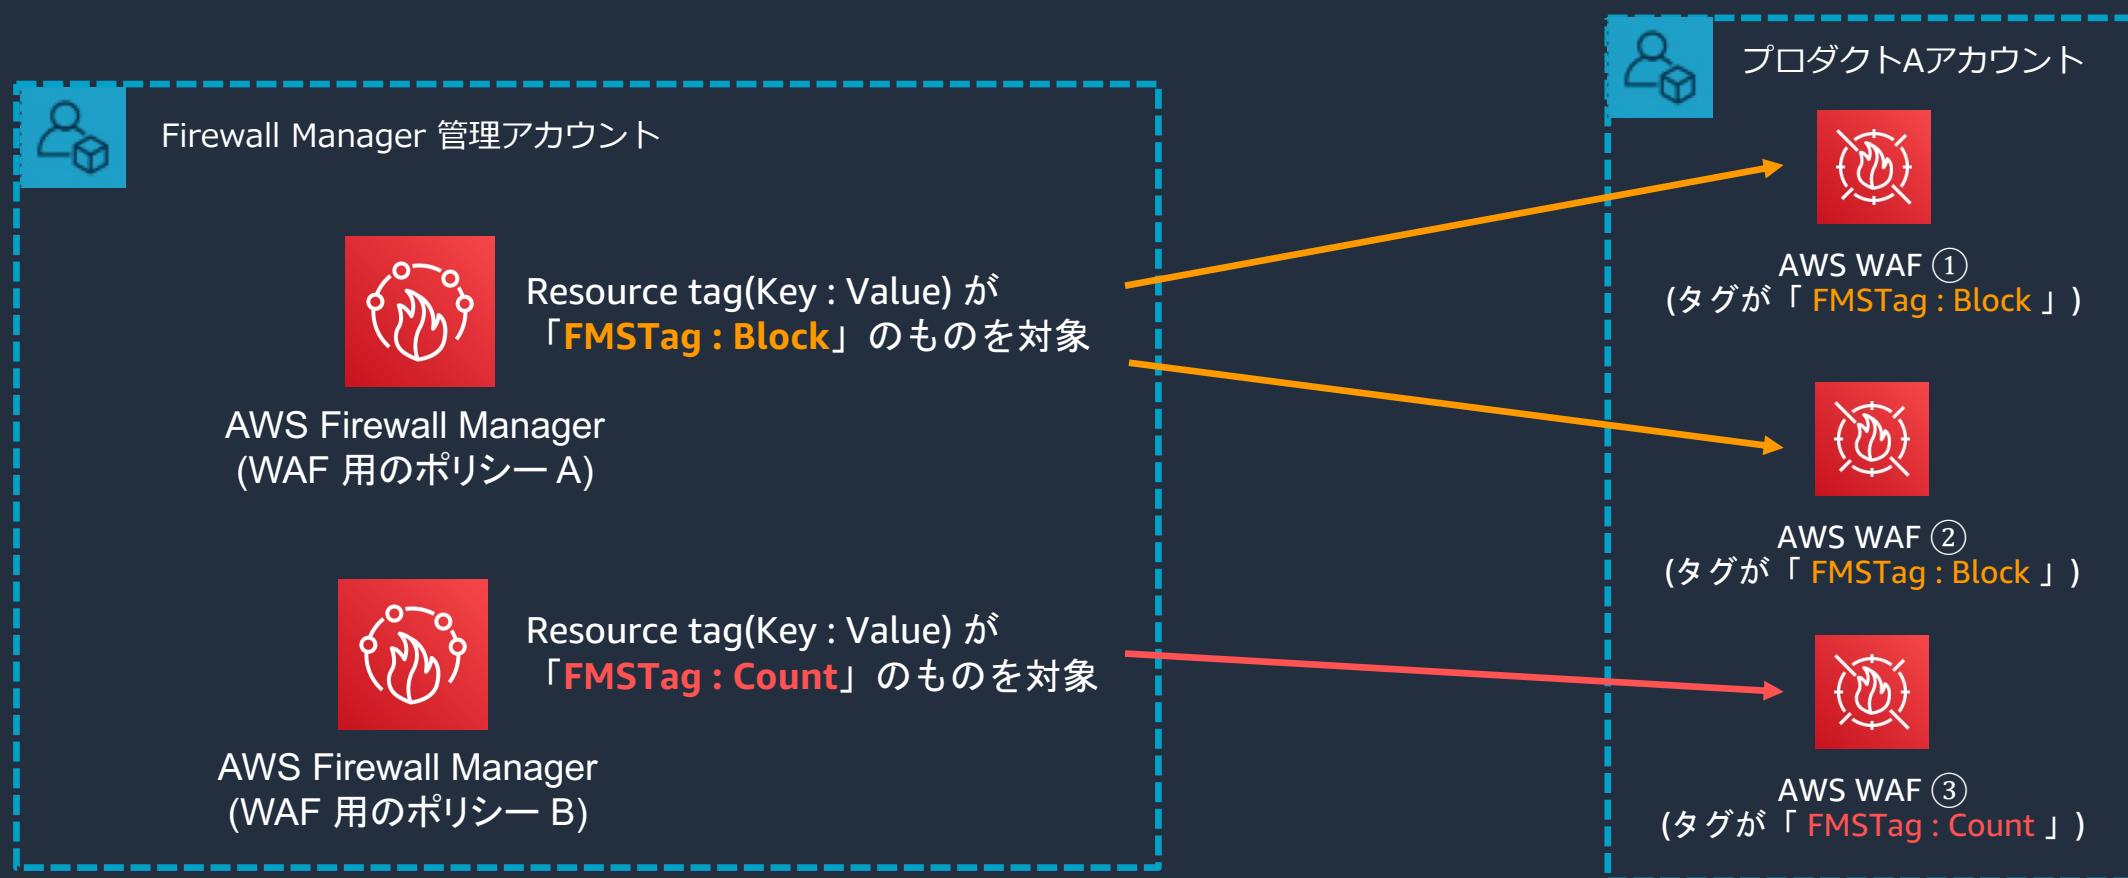 Firewall Manager 管理アカウント
Resource tag(Key : Value) が
「FMSTag : Block」のものを対象
AWS Firewall Manager
(WAF 用のポリシー A)
Resource tag(Key : Value) が
「FMSTag : Count」のものを対象
AWS Firewall Manager
(WAF 用のポリシー B)
プロダクトAアカウント
AWS WAF ①
(タグが「 FMSTag : Block 」)
AWS WAF ②
(タグが「 FMSTag : Block 」)
AWS WAF ③
(タグが「 FMSTag : Count 」)